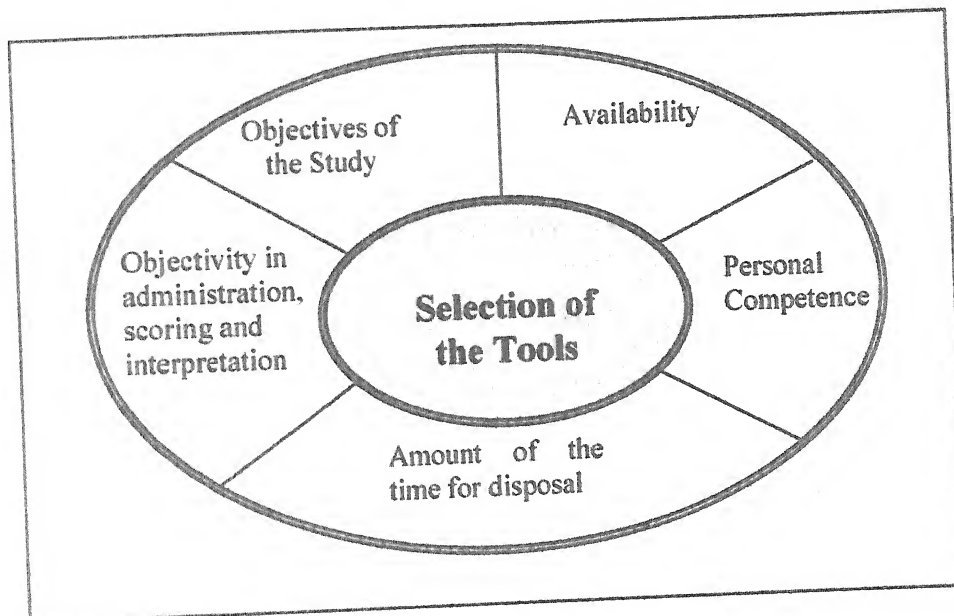 Objectives of
the Study
Availability
Objectivity in
administration,
scoring and
interpretation
Selection of
the Tools
Personal
Competence
Amount of the
time for disposal